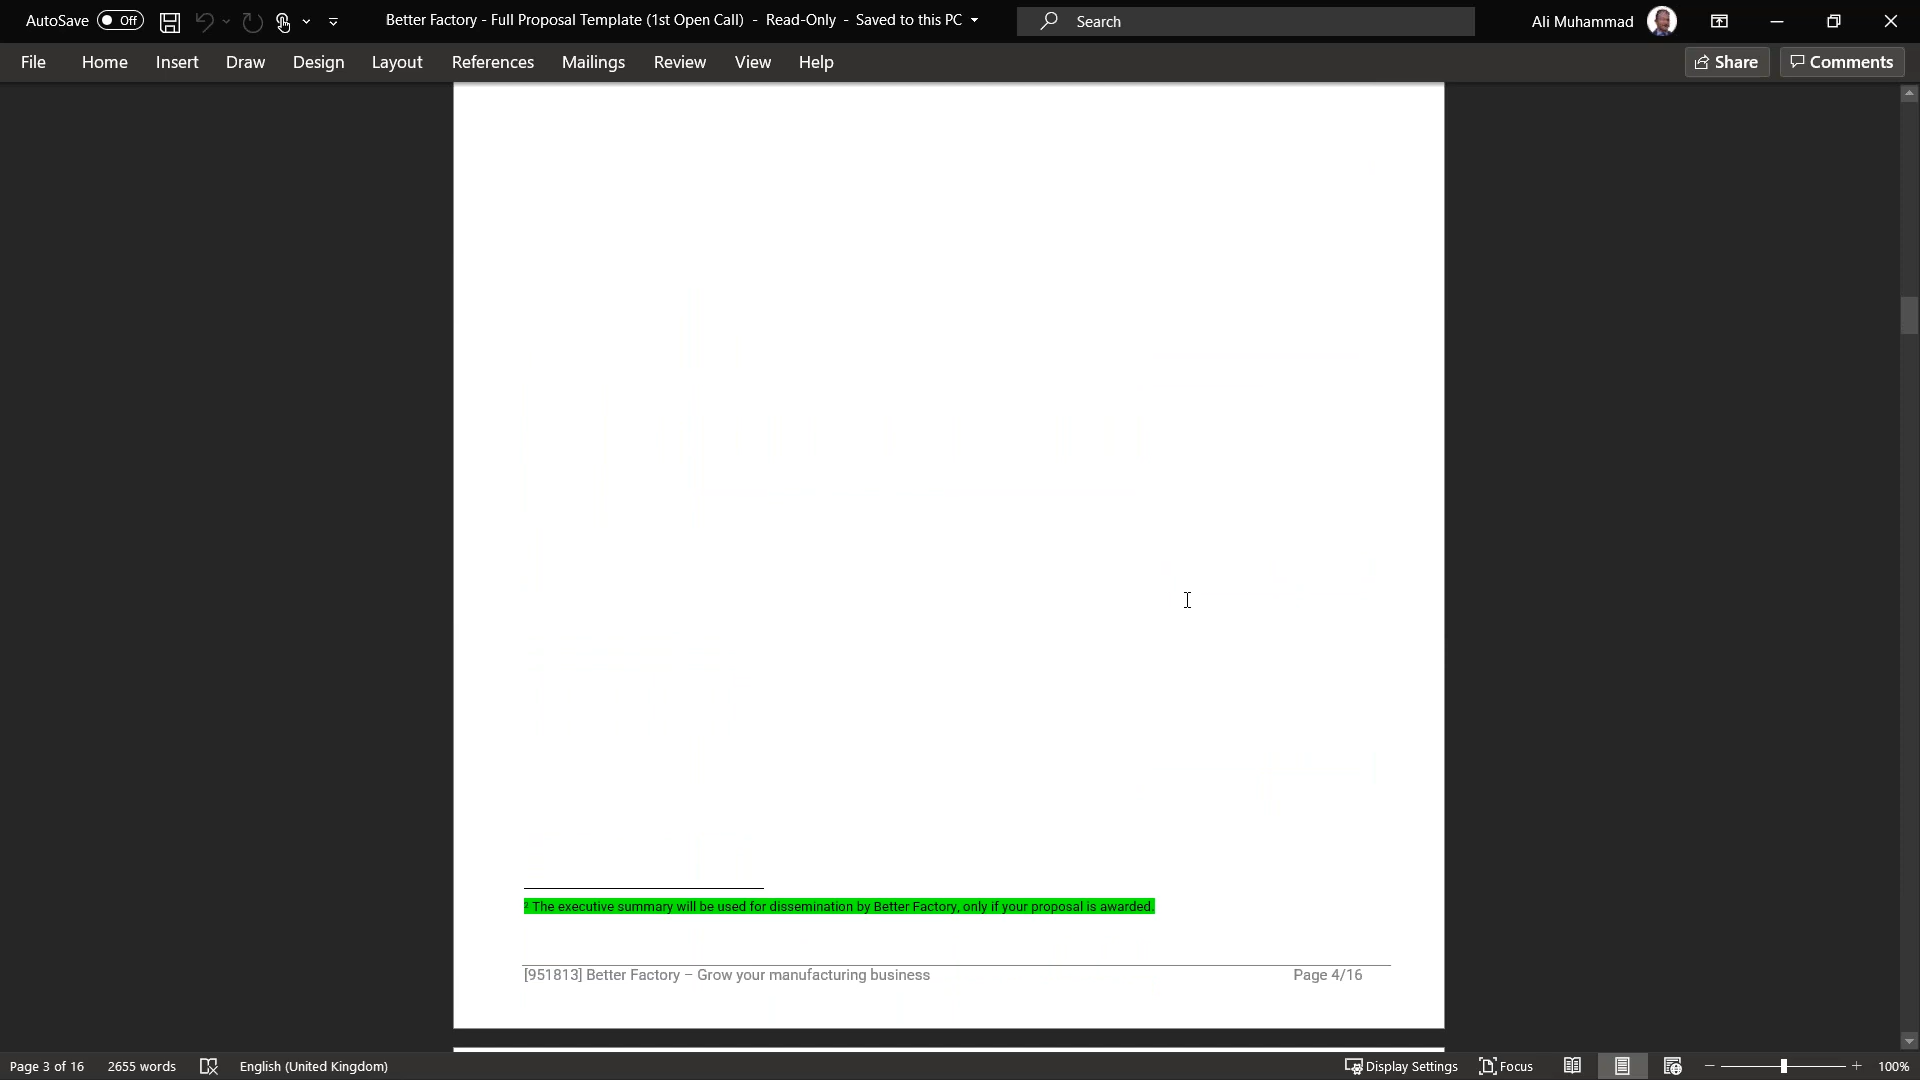 AutoSave Off Better Factory - Full Proposal Template (1st Open Call) - Read-Only - Saved to this PC Search Ali Muhammad
File Home Insert Draw Design Layout References Mailings Review View Help Share Comments
² The executive summary will be used for dissemination by Better Factory, only if your proposal is awarded.
[951813] Better Factory – Grow your manufacturing business Page 4/16
Page 3 of 16 2655 words English (United Kingdom) Display Settings Focus 100%